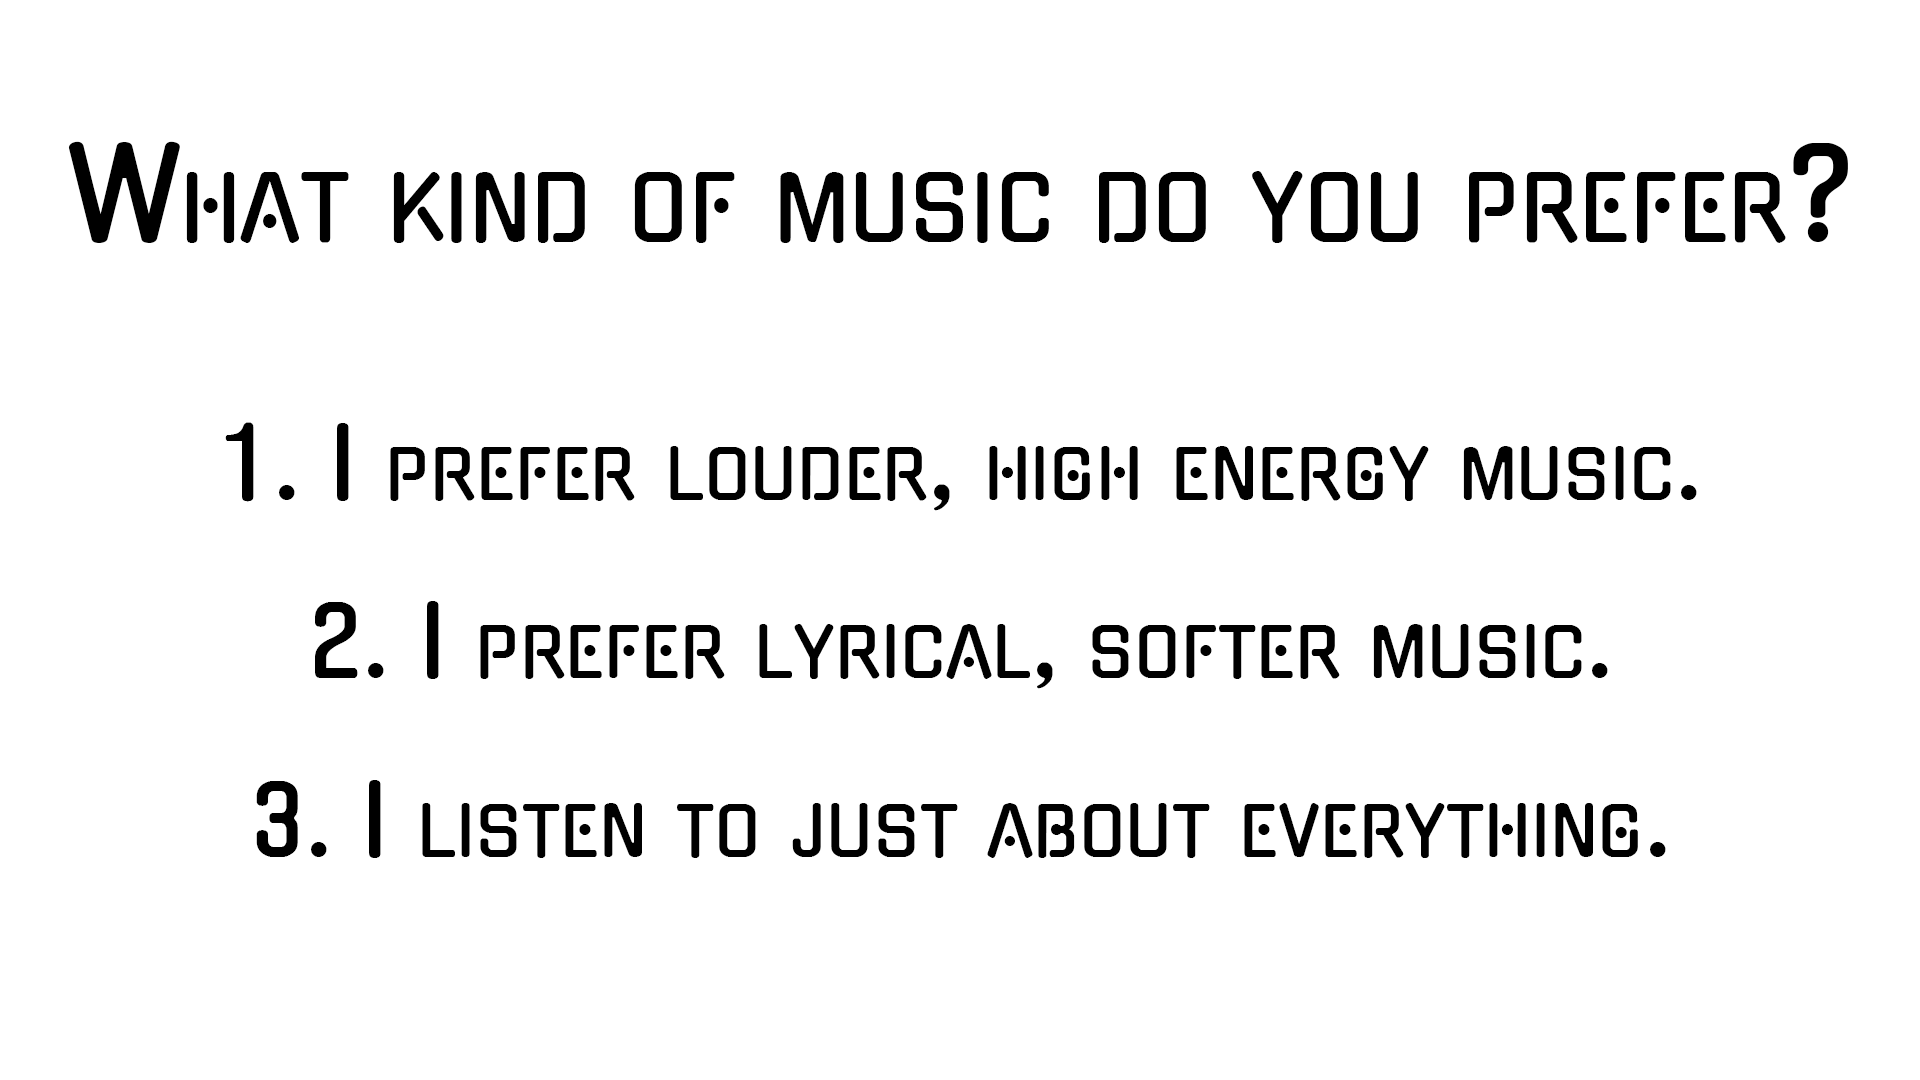 What kind of music do you prefer?
1. I prefer louder, high energy music.
2. I prefer lyrical, softer music.
3. I listen to just about everything.